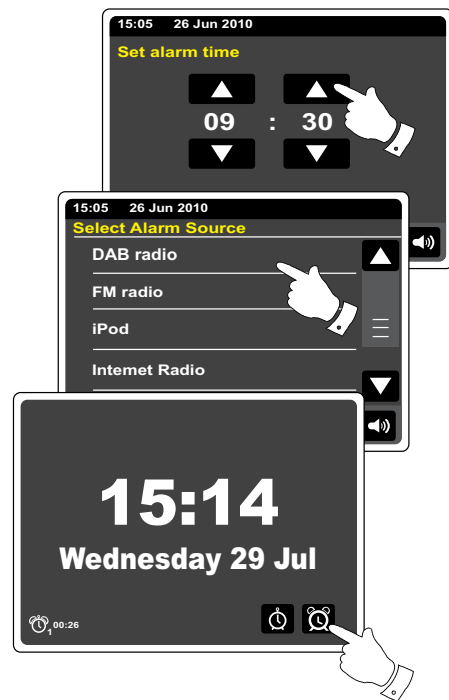 15:05 26 Jun 2010
Set alarm time
09 : 30
15:05 26 Jun 2010
Select Alarm Source
DAB radio
FM radio
iPod
Internet Radio
15:14
Wednesday 29 Jul
1 00:26